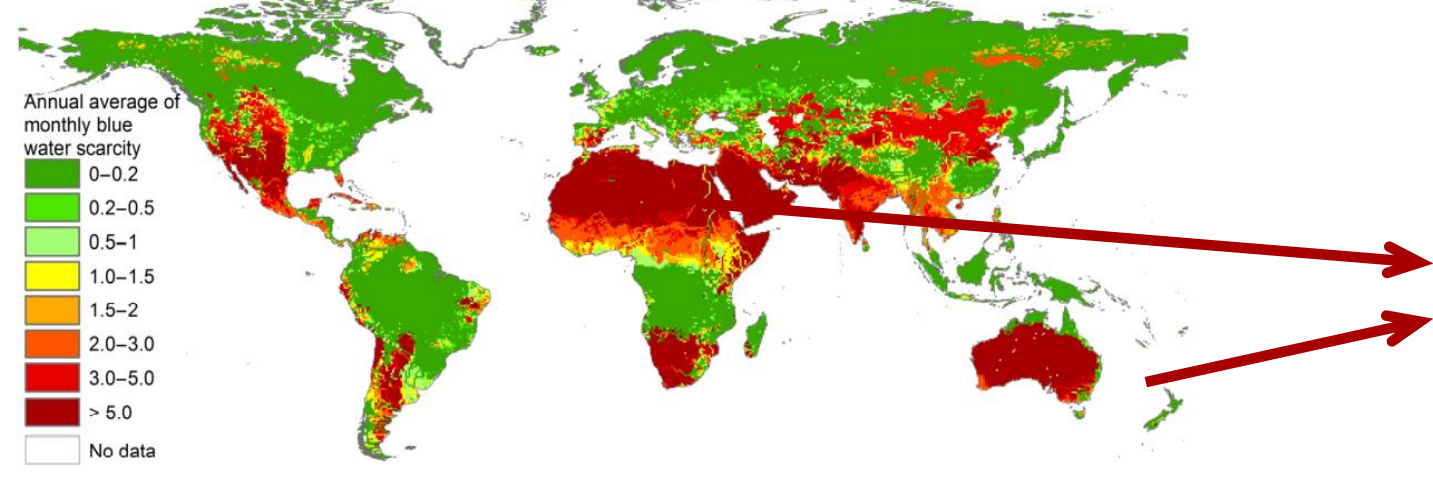 Annual average of
monthly blue
water scarcity
0–0.2
0.2–0.5
0.5–1
1.0–1.5
1.5–2
2.0–3.0
3.0–5.0
> 5.0
No data